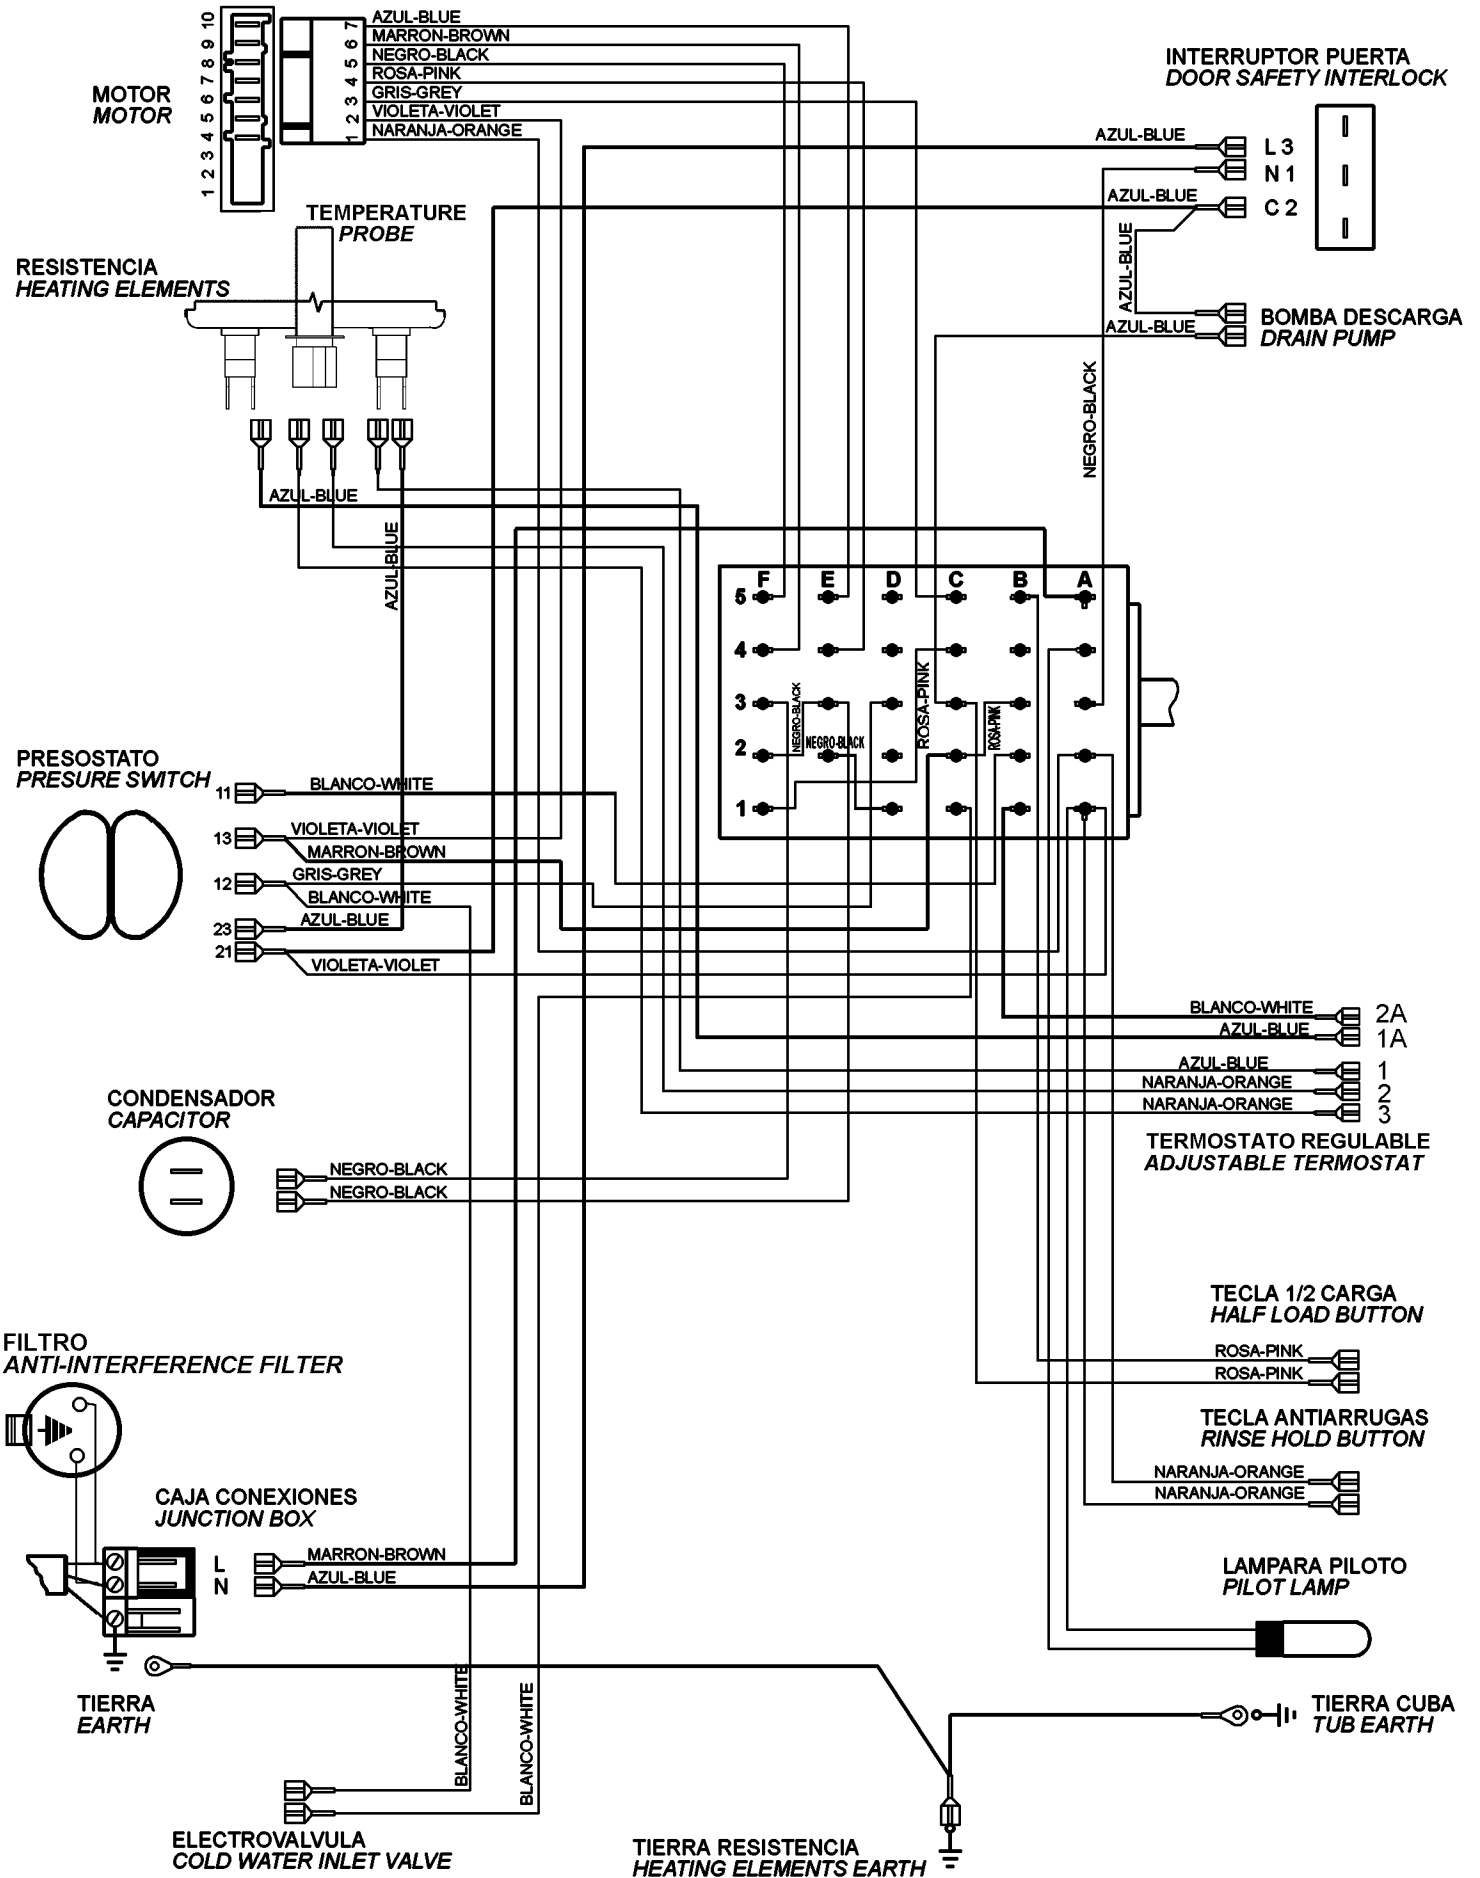 AZUL-BLUE
MARRON-BROWN
NEGRO-BLACK
ROSA-PINK
GRIS-GREY
VIOLETA-VIOLET
NARANJA-ORANGE
7
6
5
4
3
2
1
10
9
8
7
6
5
4
3
2
1
MOTOR
MOTOR
INTERRUPTOR PUERTA
DOOR SAFETY INTERLOCK
AZUL-BLUE
L 3
N 1
AZUL-BLUE
C 2
TEMPERATURE
PROBE
RESISTENCIA
HEATING ELEMENTS
AZUL-BLUE
AZUL-BLUE
BOMBA DESCARGA
DRAIN PUMP
NEGRO-BLACK
AZUL-BLUE
AZUL-BLUE
F E D C B A
5
4
3
2
1
NEGRO-BLACK
NEGRO-BLACK
ROSA-PINK
ROSA-PINK
PRESOSTATO
PRESURE SWITCH
11
BLANCO-WHITE
13
VIOLETA-VIOLET
MARRON-BROWN
12
GRIS-GREY
BLANCO-WHITE
23
AZUL-BLUE
21
VIOLETA-VIOLET
BLANCO-WHITE
2A
AZUL-BLUE
1A
AZUL-BLUE
1
NARANJA-ORANGE
2
NARANJA-ORANGE
3
TERMOSTATO REGULABLE
ADJUSTABLE TERMOSTAT
CONDENSADOR
CAPACITOR
NEGRO-BLACK
NEGRO-BLACK
TECLA 1/2 CARGA
HALF LOAD BUTTON
ROSA-PINK
ROSA-PINK
FILTRO
ANTI-INTERFERENCE FILTER
TECLA ANTIARRUGAS
RINSE HOLD BUTTON
NARANJA-ORANGE
NARANJA-ORANGE
CAJA CONEXIONES
JUNCTION BOX
L
MARRON-BROWN
N
AZUL-BLUE
LAMPARA PILOTO
PILOT LAMP
TIERRA
EARTH
BLANCO-WHITE
BLANCO-WHITE
TIERRA CUBA
TUB EARTH
ELECTROVALVULA
COLD WATER INLET VALVE
TIERRA RESISTENCIA
HEATING ELEMENTS EARTH